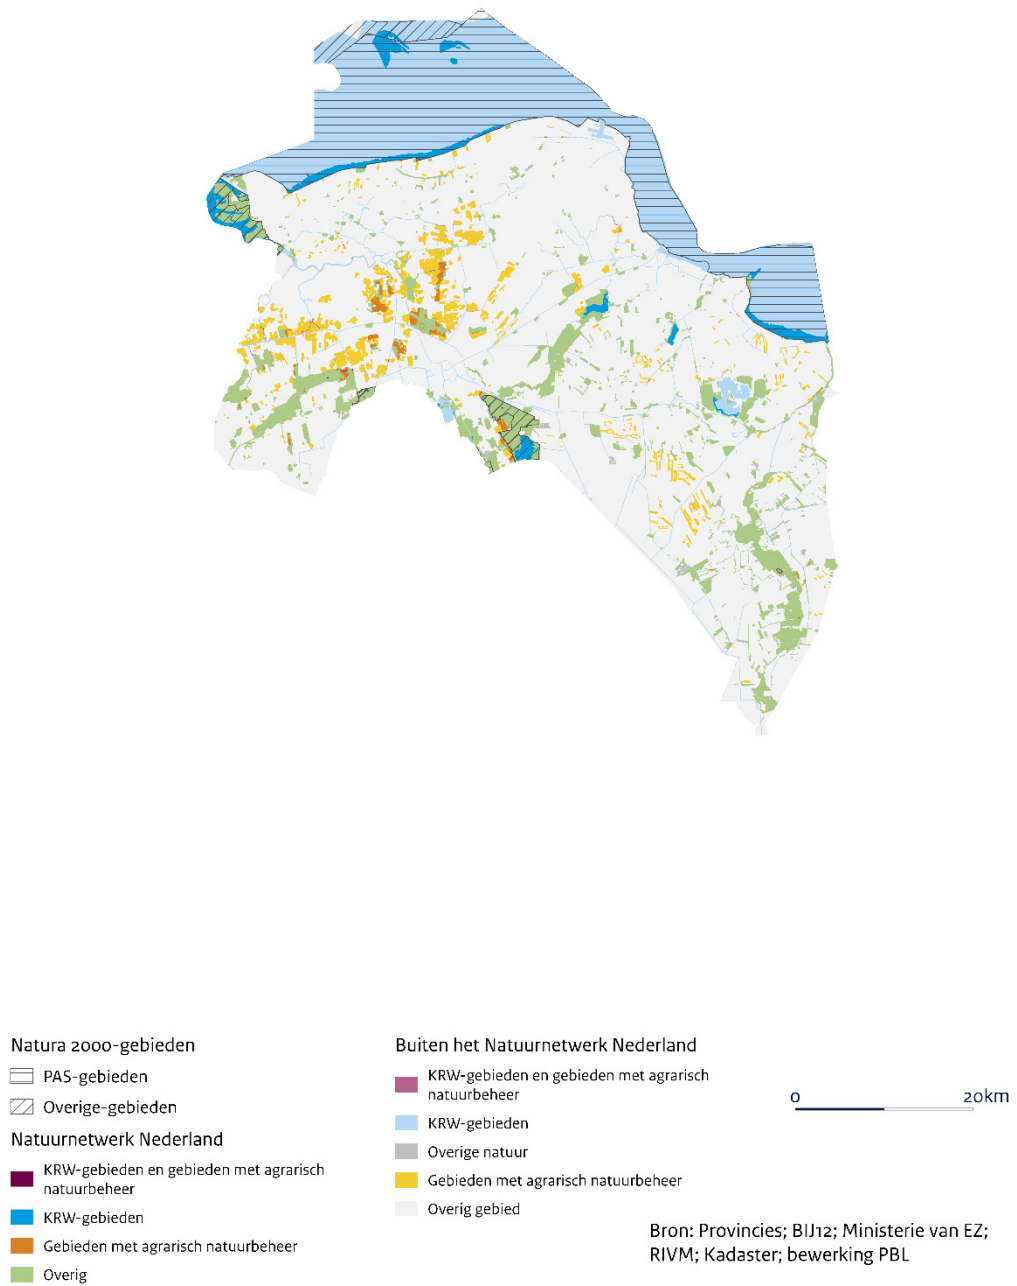 Natura 2000-gebieden
PAS-gebieden
Overige-gebieden
Natuurnetwerk Nederland
KRW-gebieden en gebieden met agrarisch
natuurbeheer
KRW-gebieden
Gebieden met agrarisch natuurbeheer
Overig
Buiten het Natuurnetwerk Nederland
KRW-gebieden en gebieden met agrarisch
natuurbeheer
KRW-gebieden
Overige natuur
Gebieden met agrarisch natuurbeheer
Overig gebied
0 20km
Bron: Provincies; BIJ12; Ministerie van EZ;
RIVM; Kadaster; bewerking PBL